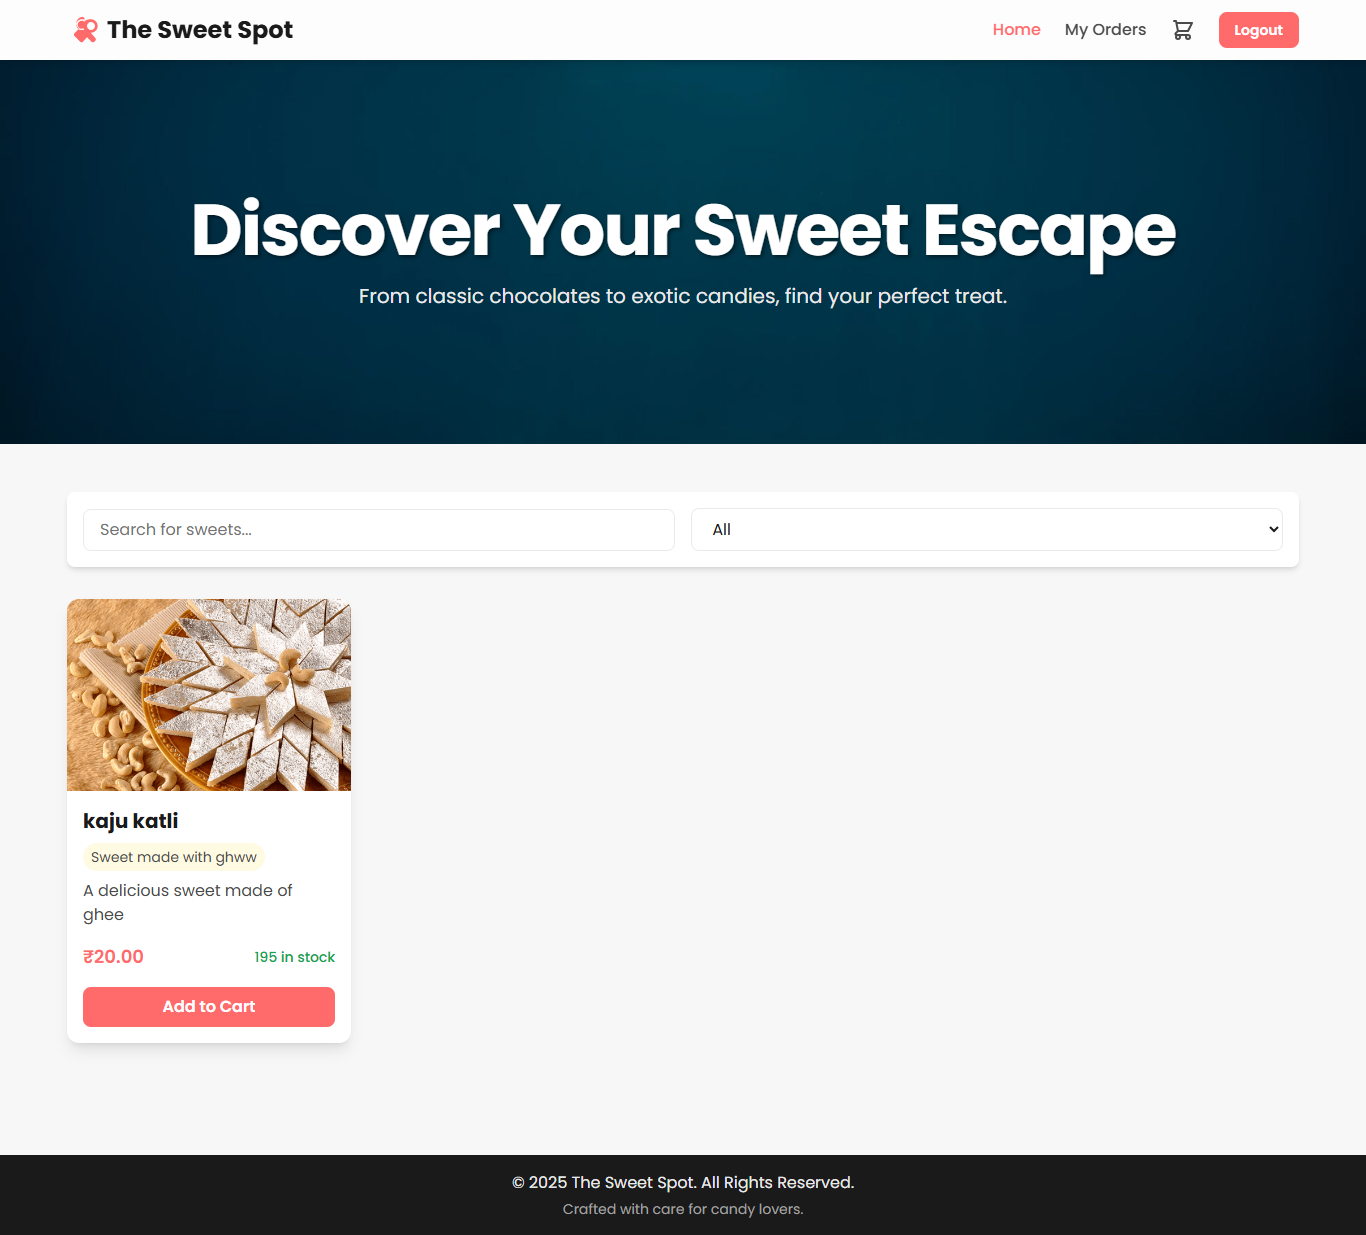 The Sweet Spot
Home
My Orders
Logout
Discover Your Sweet Escape
From classic chocolates to exotic candies, find your perfect treat.
Search for sweets...
All
kaju katli
Sweet made with ghww
A delicious sweet made of
ghee
₹20.00
195 in stock
Add to Cart
© 2025 The Sweet Spot. All Rights Reserved.
Crafted with care for candy lovers.